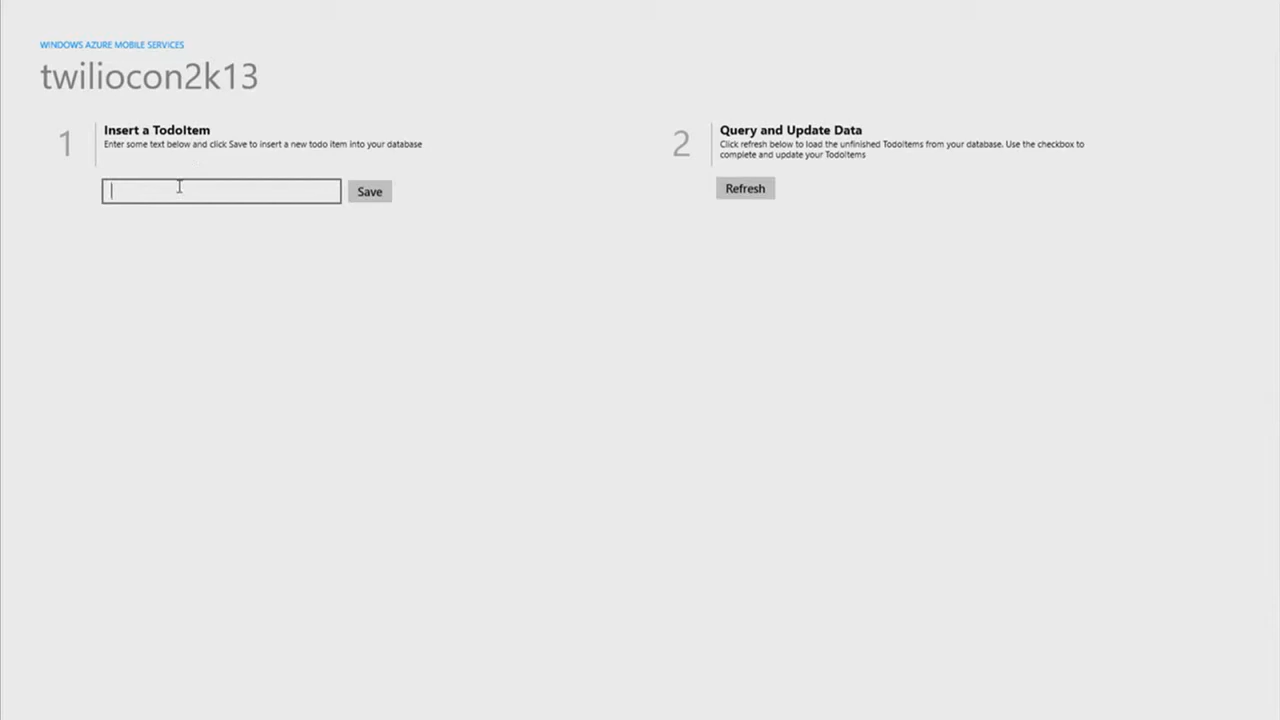 WINDOWS AZURE MOBILE SERVICES
twiliocon2k13
1
Insert a TodoItem
Enter some text below and click Save to insert a new todo item into your database
Save
2
Query and Update Data
Click refresh below to load the unfinished TodoItems from your database. Use the checkbox to
complete and update your TodoItems
Refresh